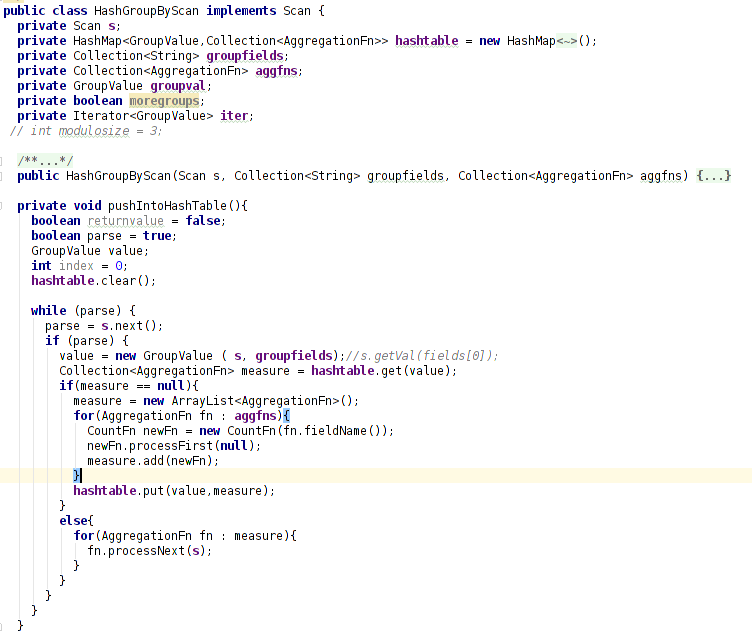 public class HashGroupByScan implements Scan {
private Scan s;
private HashMap<GroupValue,Collection<AggregationFn>> hashtable = new HashMap<~>();
private Collection<String> groupfields;
private Collection<AggregationFn> aggfns;
private GroupValue groupval;
private boolean moregroups;
private Iterator<GroupValue> iter;
// int modulosize = 3;
/**...*/
public HashGroupByScan(Scan s, Collection<String> groupfields, Collection<AggregationFn> aggfns) {...}
private void pushIntoHashTable(){
boolean returnvalue = false;
boolean parse = true;
GroupValue value;
int index = 0;
hashtable.clear();
while (parse) {
parse = s.next();
if (parse) {
value = new GroupValue ( s, groupfields);//s.getVal(fields[0]);
Collection<AggregationFn> measure = hashtable.get(value);
if(measure == null){
measure = new ArrayList<AggregationFn>();
for(AggregationFn fn : aggfns){
CountFn newFn = new CountFn(fn.fieldName());
newFn.processFirst(null);
measure.add(newFn);
}
hashtable.put(value,measure);
}
else{
for(AggregationFn fn : measure){
fn.processNext(s);
}
}
}
}
}